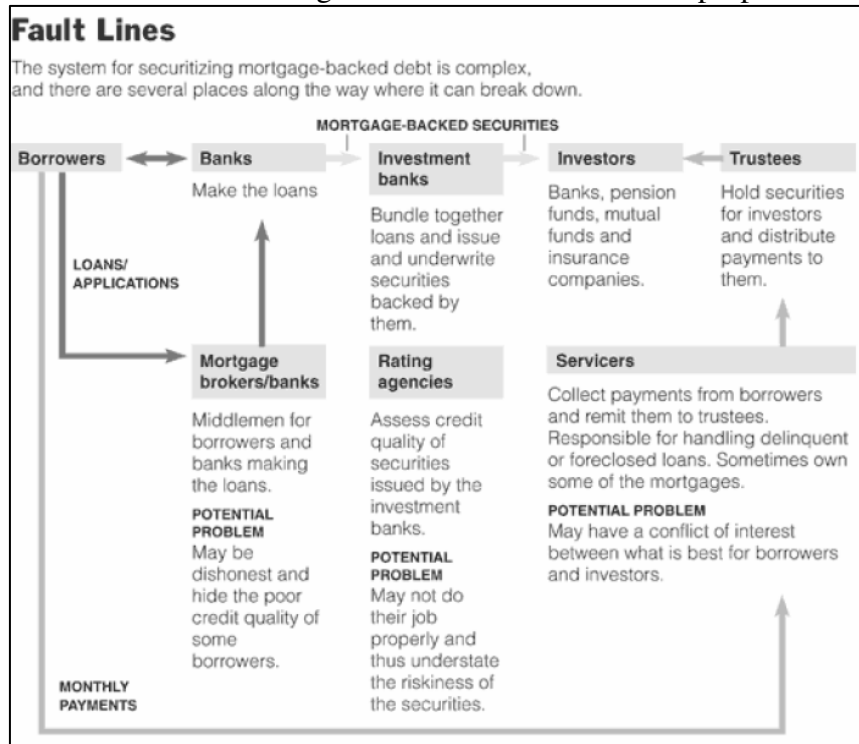 Fault Lines
The system for securitizing mortgage-backed debt is complex,
and there are several places along the way where it can break down.
MORTGAGE-BACKED SECURITIES
Borrowers
Banks
Make the loans
Investment
banks
Bundle together
loans and issue
and underwrite
securities
backed by
them.
Investors
Banks, pension
funds, mutual
funds and
insurance
companies.
Trustees
Hold securities
for investors
and distribute
payments to
them.
LOANS/
APPLICATIONS
Mortgage
brokers/banks
Middlemen for
borrowers and
banks making
the loans.
POTENTIAL
PROBLEM
May be
dishonest and
hide the poor
credit quality of
some
borrowers.
Rating
agencies
Assess credit
quality of
securities
issued by the
investment
banks.
POTENTIAL
PROBLEM
May not do
their job
properly and
thus understate
the riskiness of
the securities.
Servicers
Collect payments from borrowers
and remit them to trustees.
Responsible for handling delinquent
or foreclosed loans. Sometimes own
some of the mortgages.
POTENTIAL PROBLEM
May have a conflict of interest
between what is best for borrowers
and investors.
MONTHLY
PAYMENTS